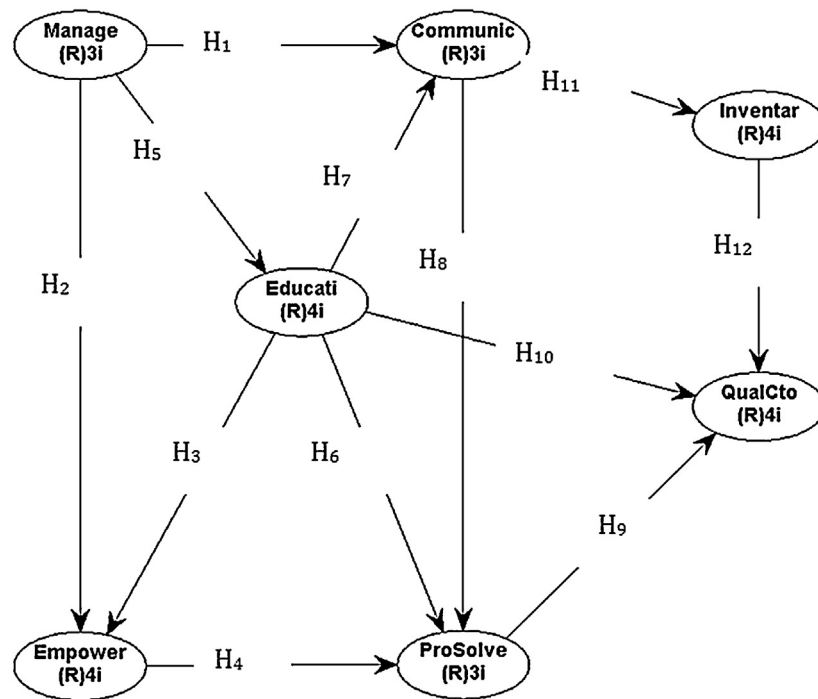 Manage
(R)3i
H₁
Communic
(R)3i
H₁₁
Inventar
(R)4i
H₅
H₇
H₂
H₈
H₁₂
Educati
(R)4i
H₁₀
QualCto
(R)4i
H₃
H₆
H₉
Empower
(R)4i
H₄
ProSolve
(R)3i